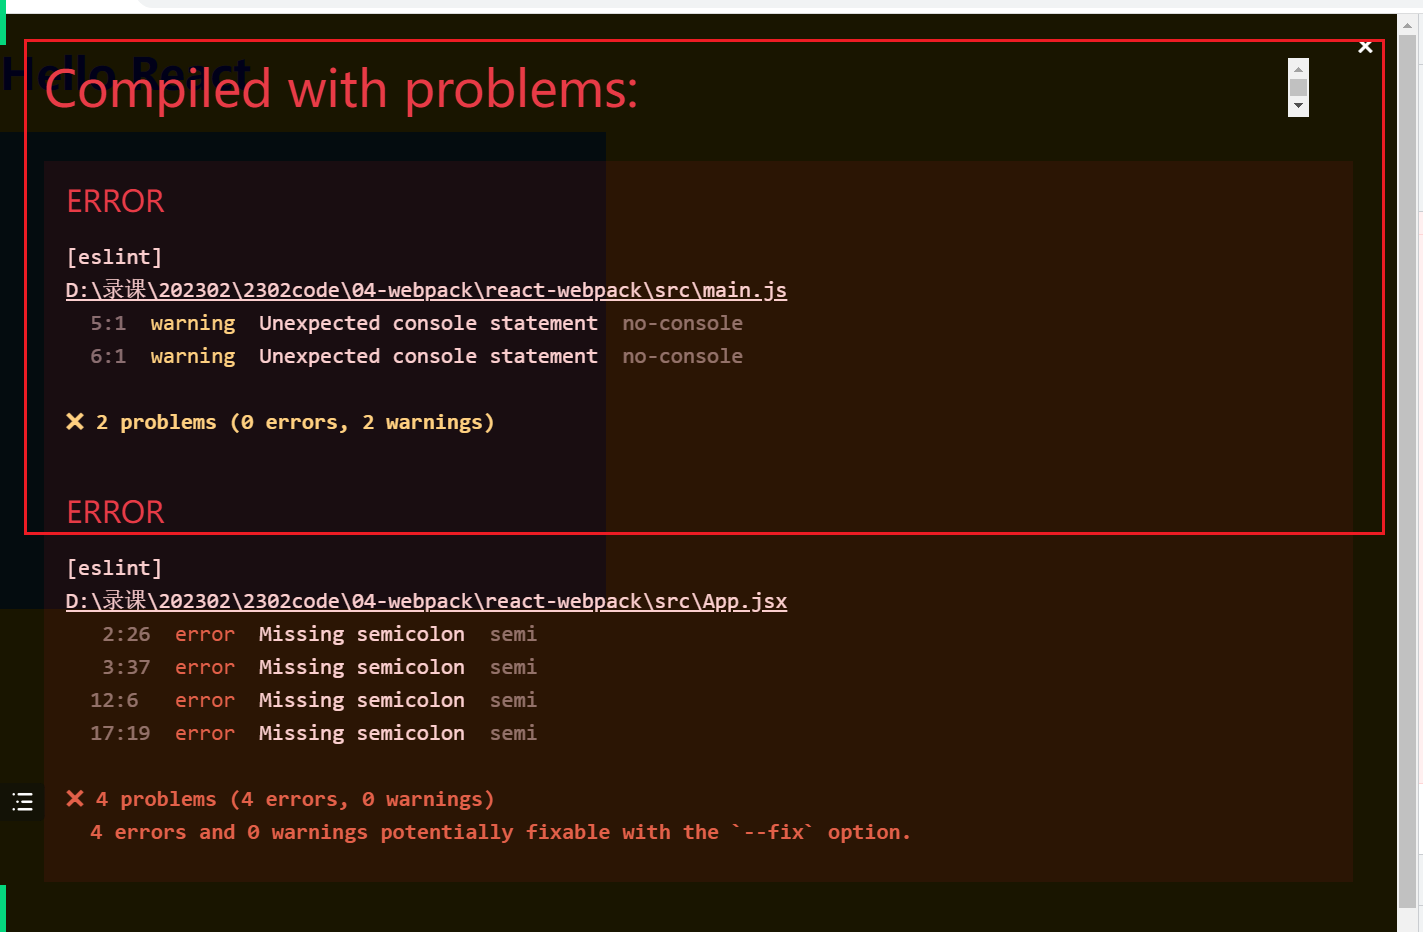 Hello React
Compiled with problems:
ERROR
[eslint]
D:\录课\202302\2302code\04-webpack\react-webpack\src\main.js
5:1 warning Unexpected console statement no-console
6:1 warning Unexpected console statement no-console
❌ 2 problems (0 errors, 2 warnings)
ERROR
[eslint]
D:\录课\202302\2302code\04-webpack\react-webpack\src\App.jsx
2:26 error Missing semicolon semi
3:37 error Missing semicolon semi
12:6 error Missing semicolon semi
17:19 error Missing semicolon semi
❌ 4 problems (4 errors, 0 warnings)
4 errors and 0 warnings potentially fixable with the `--fix` option.